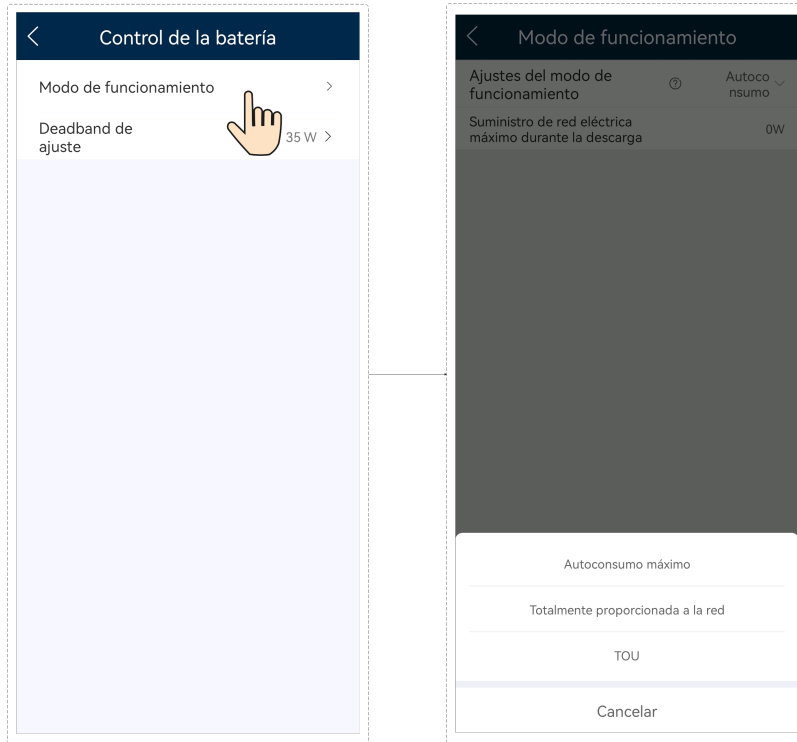 Control de la batería
Modo de funcionamiento
Deadband de
ajuste
35 W
Modo de funcionamiento
Ajustes del modo de
funcionamiento
Autoco
nsumo
Suministro de red eléctrica
máximo durante la descarga
0W
Autoconsumo máximo
Totalmente proporcionada a la red
TOU
Cancelar